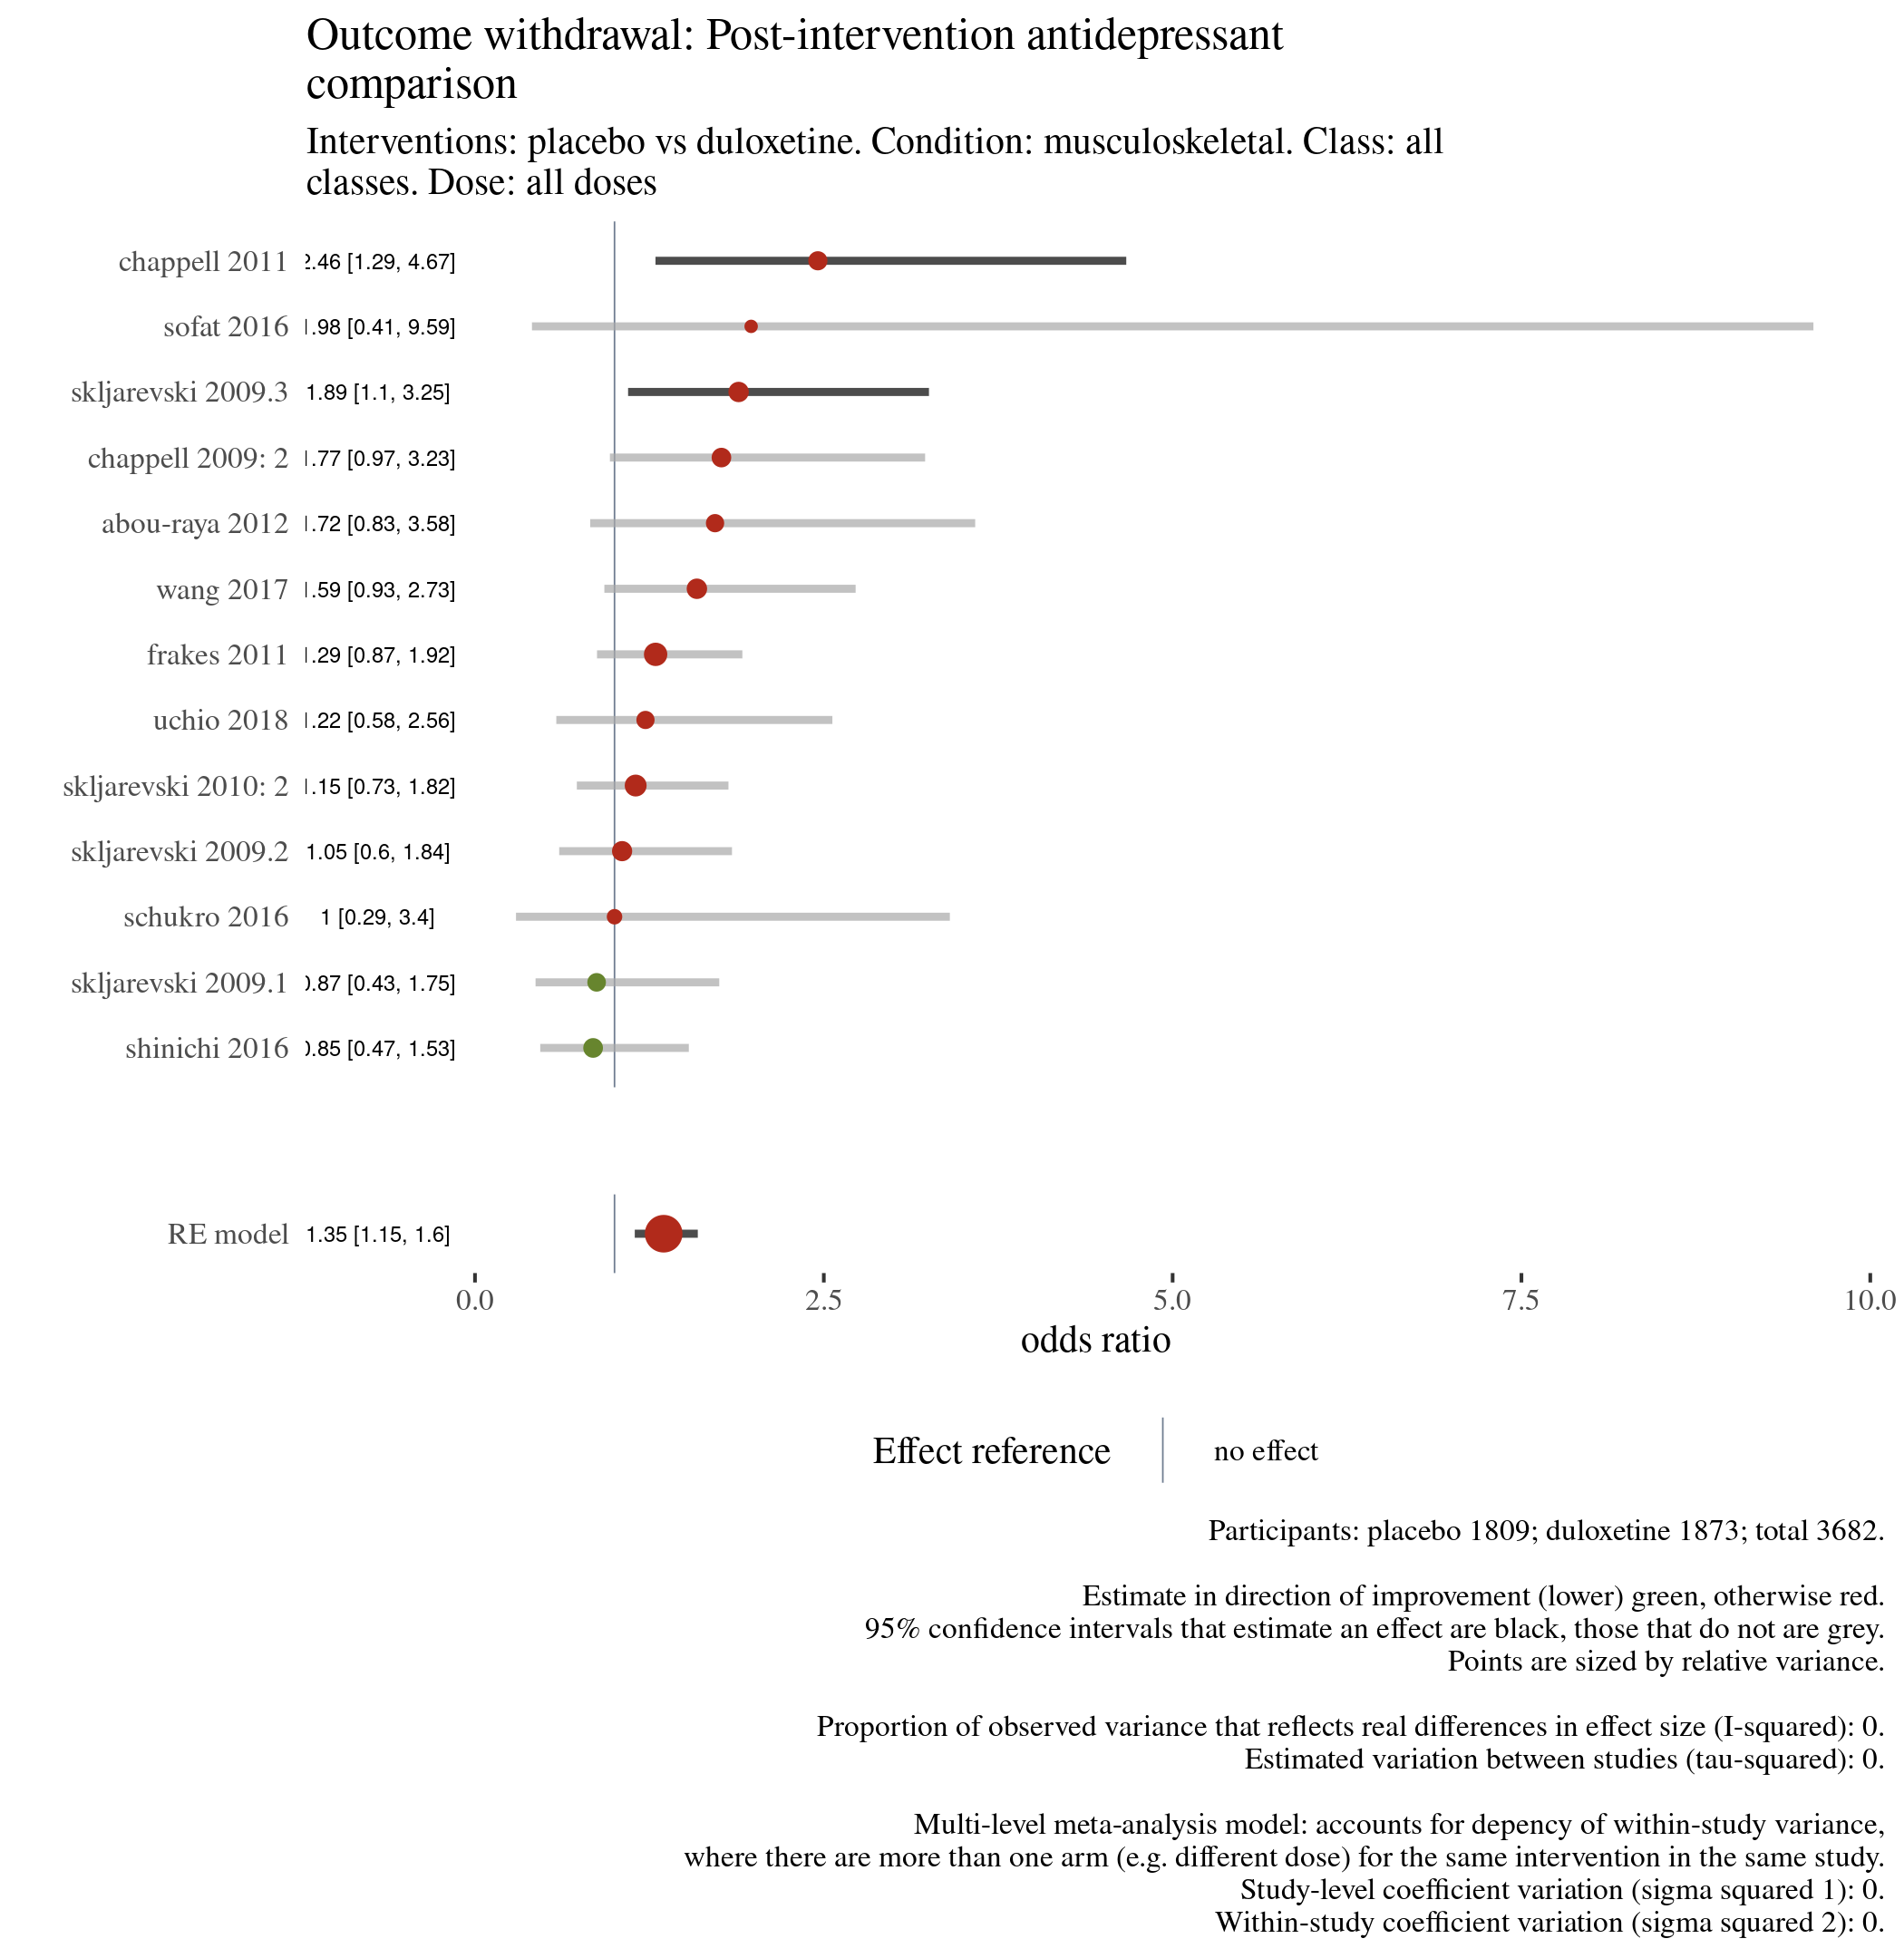 Outcome withdrawal: Post-intervention antidepressant
comparison
Interventions: placebo vs duloxetine. Condition: musculoskeletal. Class: all
classes. Dose: all doses
chappell 2011 2.46 [1.29, 4.67]
sofat 2016 1.98 [0.41, 9.59]
skljarevski 2009.3 1.89 [1.1, 3.25]
chappell 2009: 2 1.77 [0.97, 3.23]
abou-raya 2012 1.72 [0.83, 3.58]
wang 2017 1.59 [0.93, 2.73]
frakes 2011 1.29 [0.87, 1.92]
uchio 2018 1.22 [0.58, 2.56]
skljarevski 2010: 2 1.15 [0.73, 1.82]
skljarevski 2009.2 1.05 [0.6, 1.84]
schukro 2016 1 [0.29, 3.4]
skljarevski 2009.1 0.87 [0.43, 1.75]
shinichi 2016 0.85 [0.47, 1.53]
RE model 1.35 [1.15, 1.6]
0.0 2.5 5.0 7.5 10.0
odds ratio
Effect reference no effect
Participants: placebo 1809; duloxetine 1873; total 3682.
Estimate in direction of improvement (lower) green, otherwise red.
95% confidence intervals that estimate an effect are black, those that do not are grey.
Points are sized by relative variance.
Proportion of observed variance that reflects real differences in effect size (I-squared): 0.
Estimated variation between studies (tau-squared): 0.
Multi-level meta-analysis model: accounts for depency of within-study variance,
where there are more than one arm (e.g. different dose) for the same intervention in the same study.
Study-level coefficient variation (sigma squared 1): 0.
Within-study coefficient variation (sigma squared 2): 0.